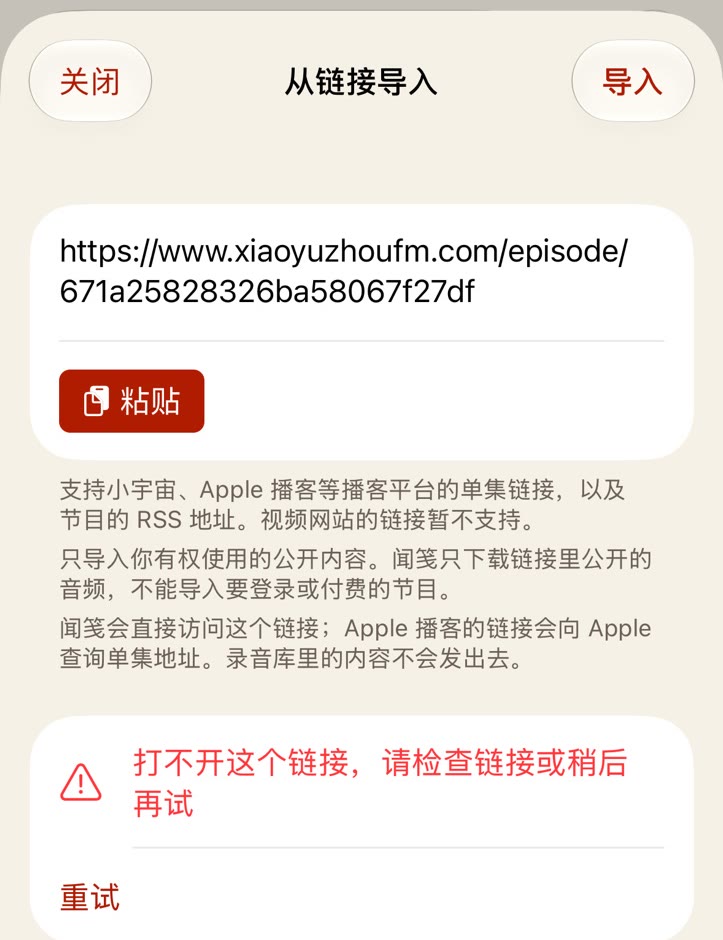 关闭
从链接导入
导入
https://www.xiaoyuzhoufm.com/episode/
671a25828326ba58067f27df
粘贴
支持小宇宙、Apple 播客等播客平台的单集链接，以及
节目的 RSS 地址。视频网站的链接暂不支持。
只导入你有权使用的公开内容。闻笺只下载链接里公开的
音频，不能导入要登录或付费的节目。
闻笺会直接访问这个链接；Apple 播客的链接会向 Apple
查询单集地址。录音库里的内容不会发出去。
打不开这个链接，请检查链接或稍后
再试
重试